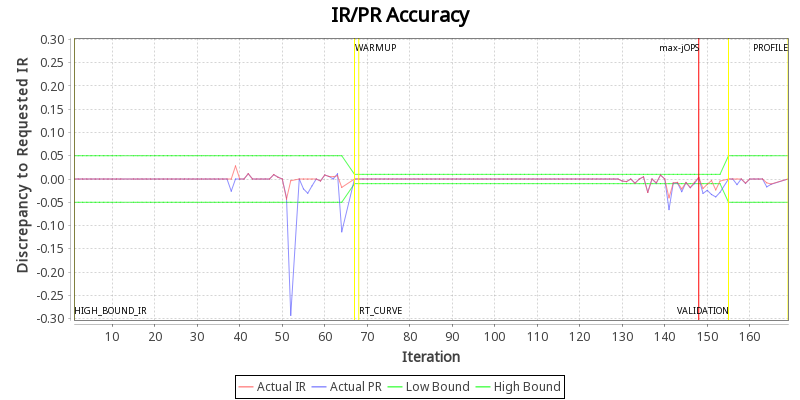 IR/PR Accuracy
Discrepancy to Requested IR
0.30
0.25
0.20
0.15
0.10
0.05
0.00
-0.05
-0.10
-0.15
-0.20
-0.25
-0.30
WARMUP
max-jOPS
PROFILE
HIGH_BOUND_IR
RT_CURVE
VALIDATION
10 20 30 40 50 60 70 80 90 100 110 120 130 140 150 160
Iteration
Actual IR Actual PR Low Bound High Bound